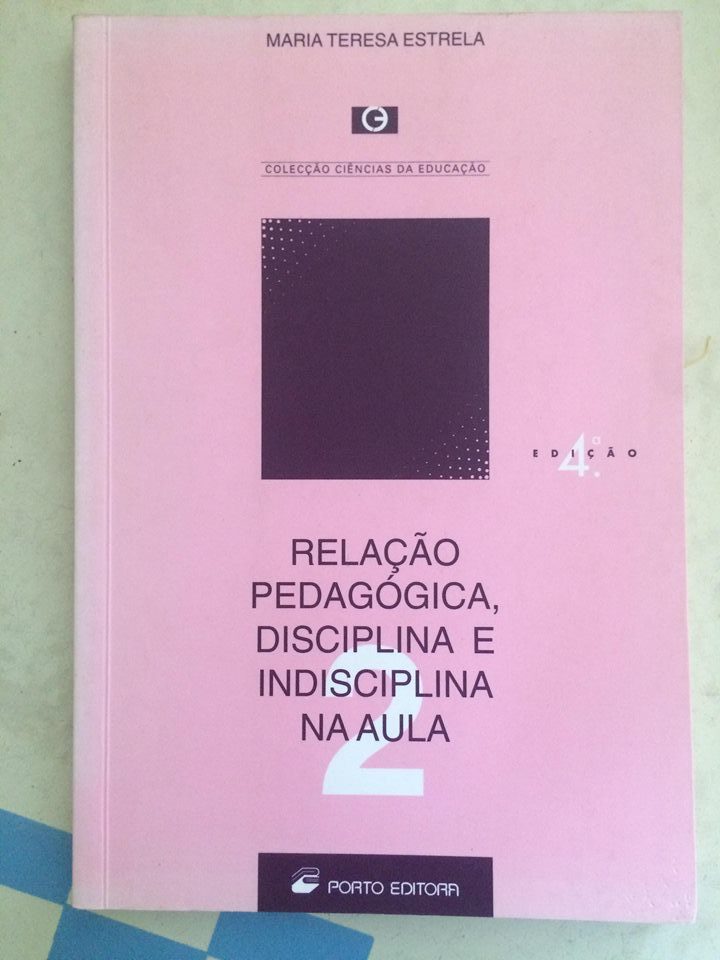 MARIA TERESA ESTRELA
COLECÇÃO CIÊNCIAS DA EDUCAÇÃO
4.ª EDIÇÃO
RELAÇÃO
PEDAGÓGICA,
DISCIPLINA E
INDISCIPLINA
NA AULA
2
PORTO EDITORA